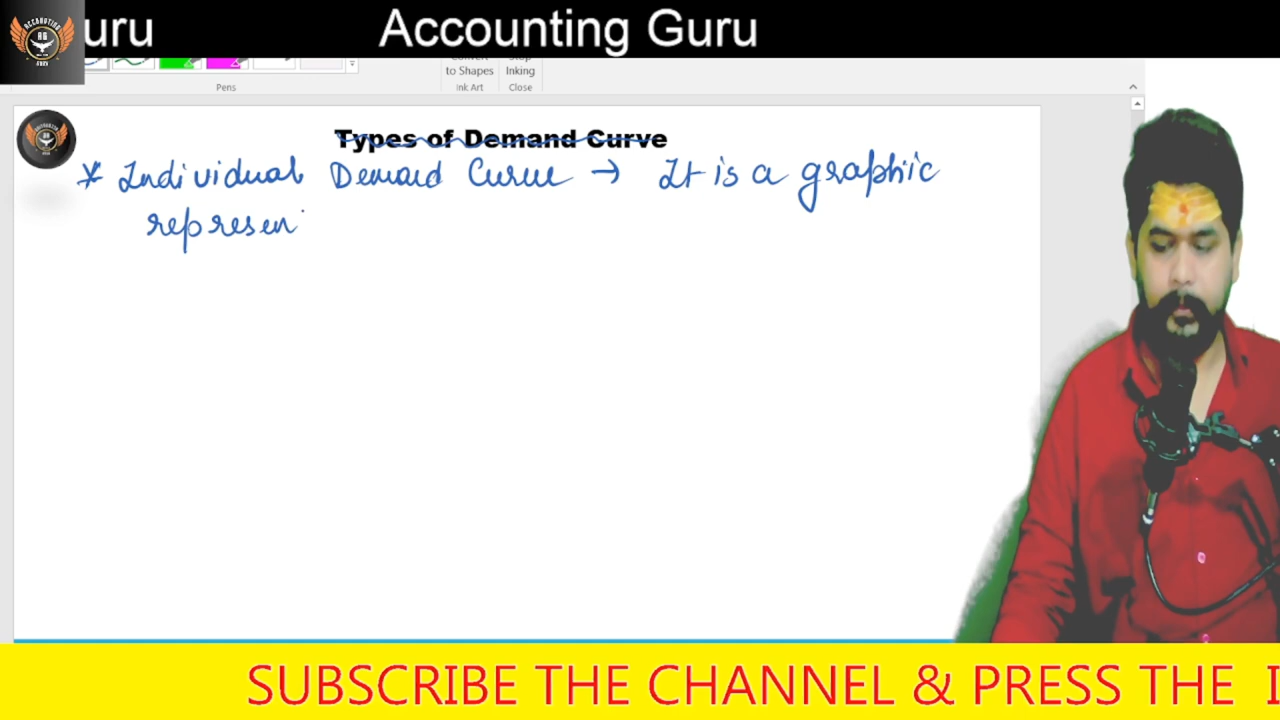 uru Accounting Guru
to Shapes Inking
Pens Ink Art Close
Types of Demand Curve
* Individual Demand Curve → It is a graphic
represen
SUBSCRIBE THE CHANNEL & PRESS THE I